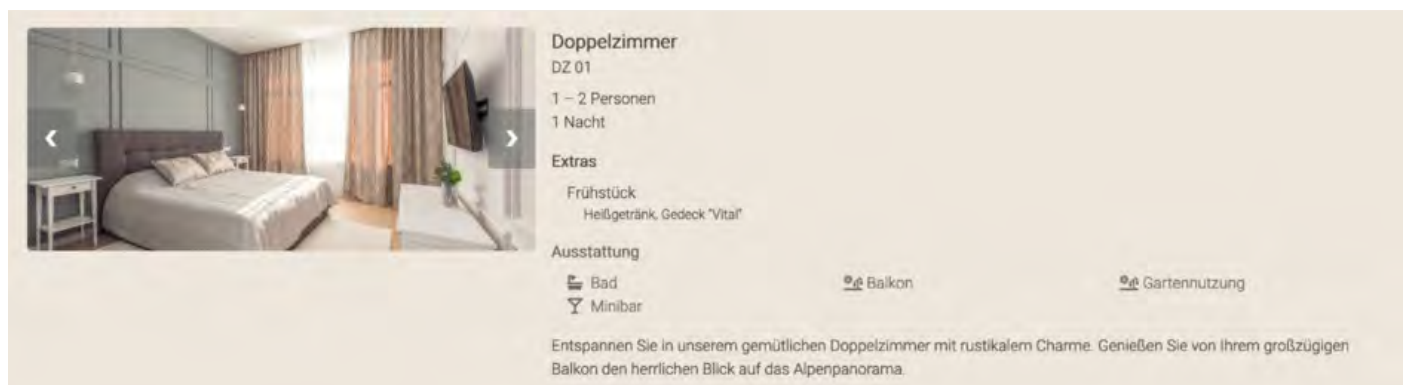 Doppelzimmer
DZ 01
1 – 2 Personen
1 Nacht
Extras
Frühstück
Heißgetränk, Gedeck "Vital"
Ausstattung
Bad Balkon Gartennutzung
Minibar
Entspannen Sie in unserem gemütlichen Doppelzimmer mit rustikalem Charme. Genießen Sie von Ihrem großzügigen
Balkon den herrlichen Blick auf das Alpenpanorama.